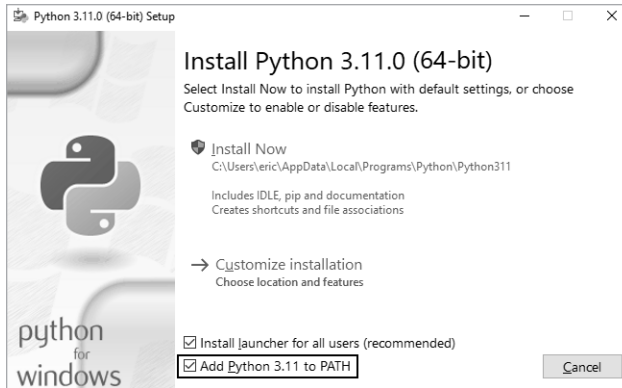 Python 3.11.0 (64-bit) Setup
Install Python 3.11.0 (64-bit)
Select Install Now to install Python with default settings, or choose
Customize to enable or disable features.
Install Now
C:\Users\eric\AppData\Local\Programs\Python\Python311
Includes IDLE, pip and documentation
Creates shortcuts and file associations
Customize installation
Choose location and features
Install launcher for all users (recommended)
Add Python 3.11 to PATH
Cancel
python
for
windows